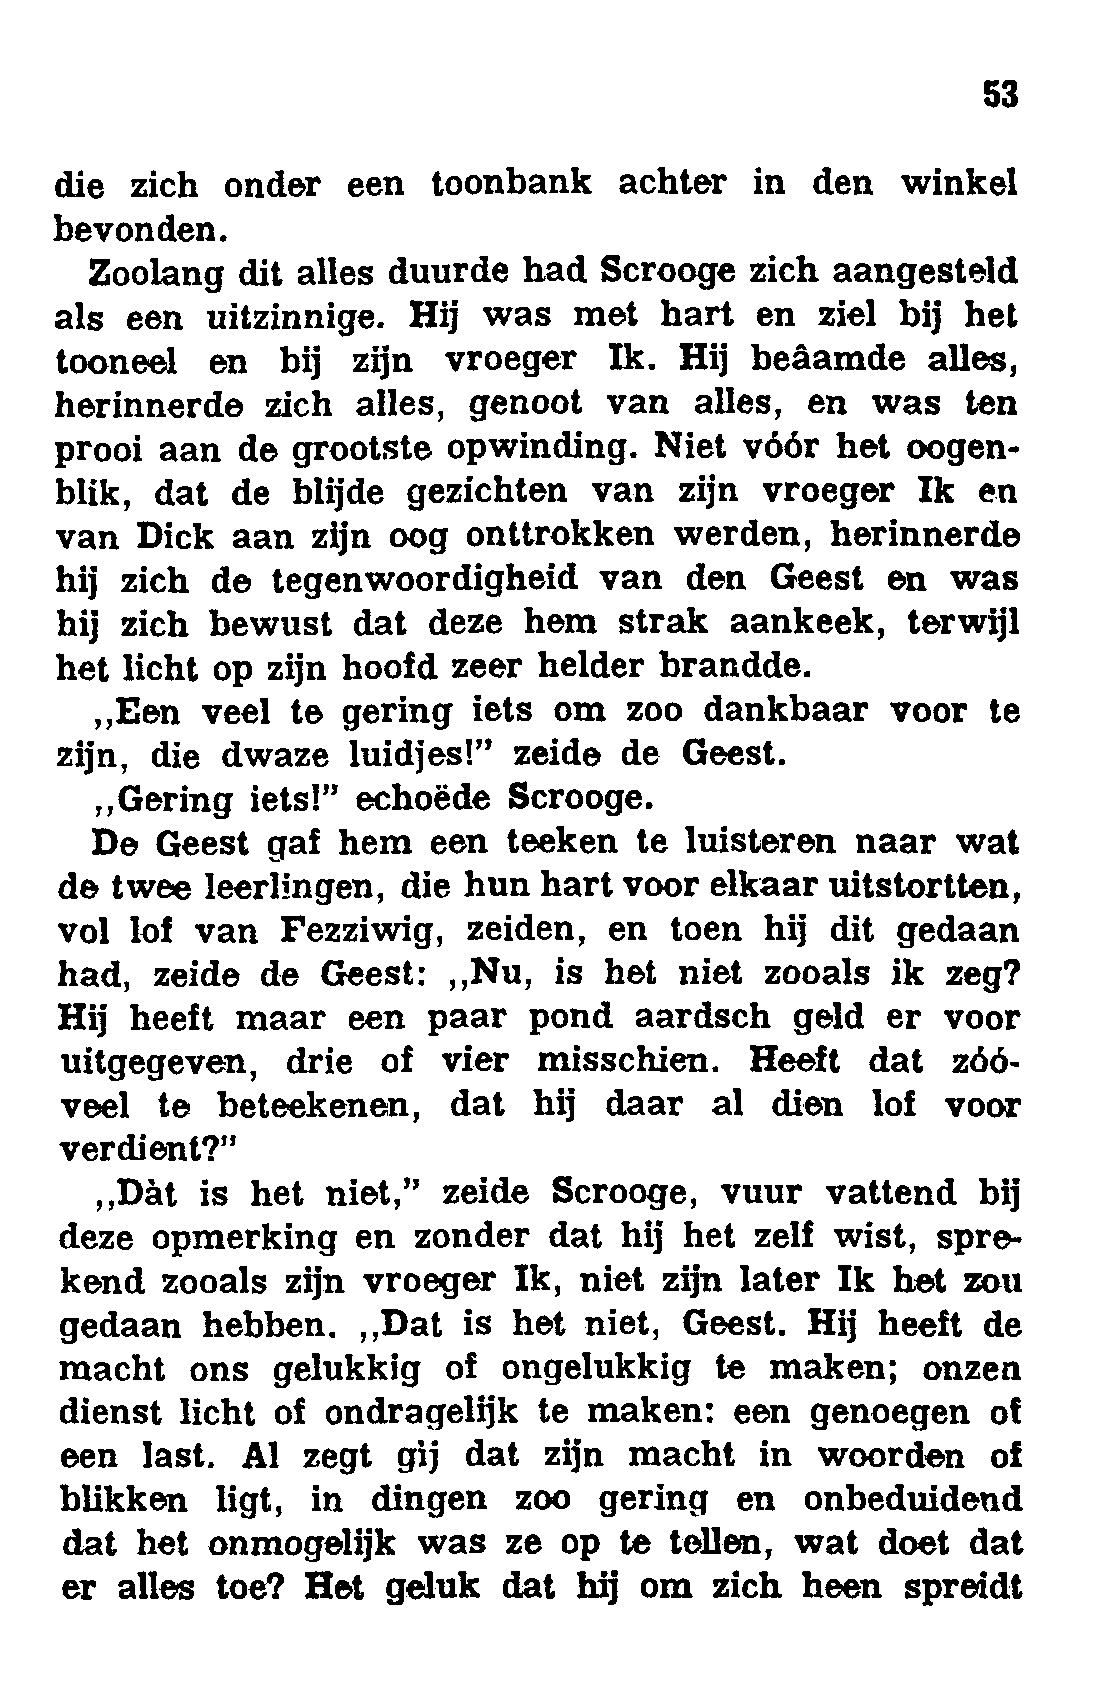 53
die zich onder een toonbank achter in den winkel
bevonden.
Zoolang dit alles duurde had Scrooge zich aangesteld
als een uitzinnige. Hij was met hart en ziel bij het
tooneel en bij zijn vroeger Ik. Hij beâamde alles,
herinnerde zich alles, genoot van alles, en was ten
prooi aan de grootste opwinding. Niet vóór het oogen-
blik, dat de blijde gezichten van zijn vroeger Ik en
van Dick aan zijn oog onttrokken werden, herinnerde
hij zich de tegenwoordigheid van den Geest en was
hij zich bewust dat deze hem strak aankeek, terwijl
het licht op zijn hoofd zeer helder brandde.
,,Een veel te gering iets om zoo dankbaar voor te
zijn, die dwaze luidjes!” zeide de Geest.
,,Gering iets!” echoëde Scrooge.
De Geest gaf hem een teeken te luisteren naar wat
de twee leerlingen, die hun hart voor elkaar uitstortten,
vol lof van Fezziwig, zeiden, en toen hij dit gedaan
had, zeide de Geest: ,,Nu, is het niet zooals ik zeg?
Hij heeft maar een paar pond aardsch geld er voor
uitgegeven, drie of vier misschien. Heeft dat zóó-
veel te beteekenen, dat hij daar al dien lof voor
verdient?”
,,Dàt is het niet,” zeide Scrooge, vuur vattend bij
deze opmerking en zonder dat hij het zelf wist, spre-
kend zooals zijn vroeger Ik, niet zijn later Ik het zou
gedaan hebben. ,,Dat is het niet, Geest. Hij heeft de
macht ons gelukkig of ongelukkig te maken; onzen
dienst licht of ondragelijk te maken: een genoegen of
een last. Al zegt gij dat zijn macht in woorden of
blikken ligt, in dingen zoo gering en onbeduidend
dat het onmogelijk was ze op te tellen, wat doet dat
er alles toe? Het geluk dat hij om zich heen spreidt